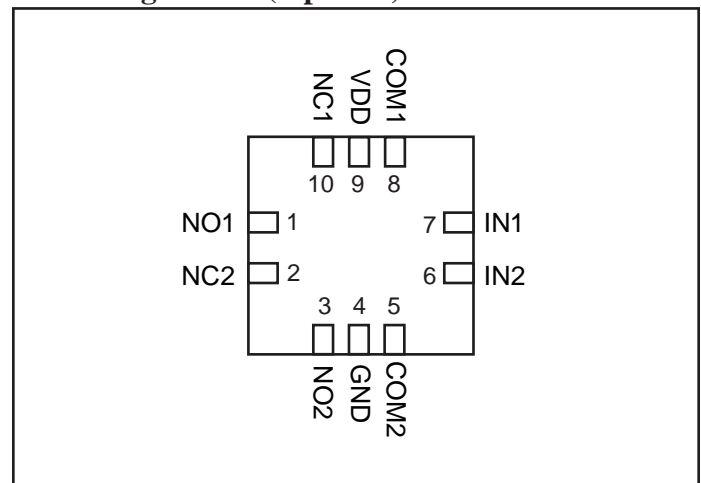 NC1 VDD COM1
10 9 8
NO1 1 7 IN1
NC2 2 6 IN2
3 4 5
NO2 GND COM2